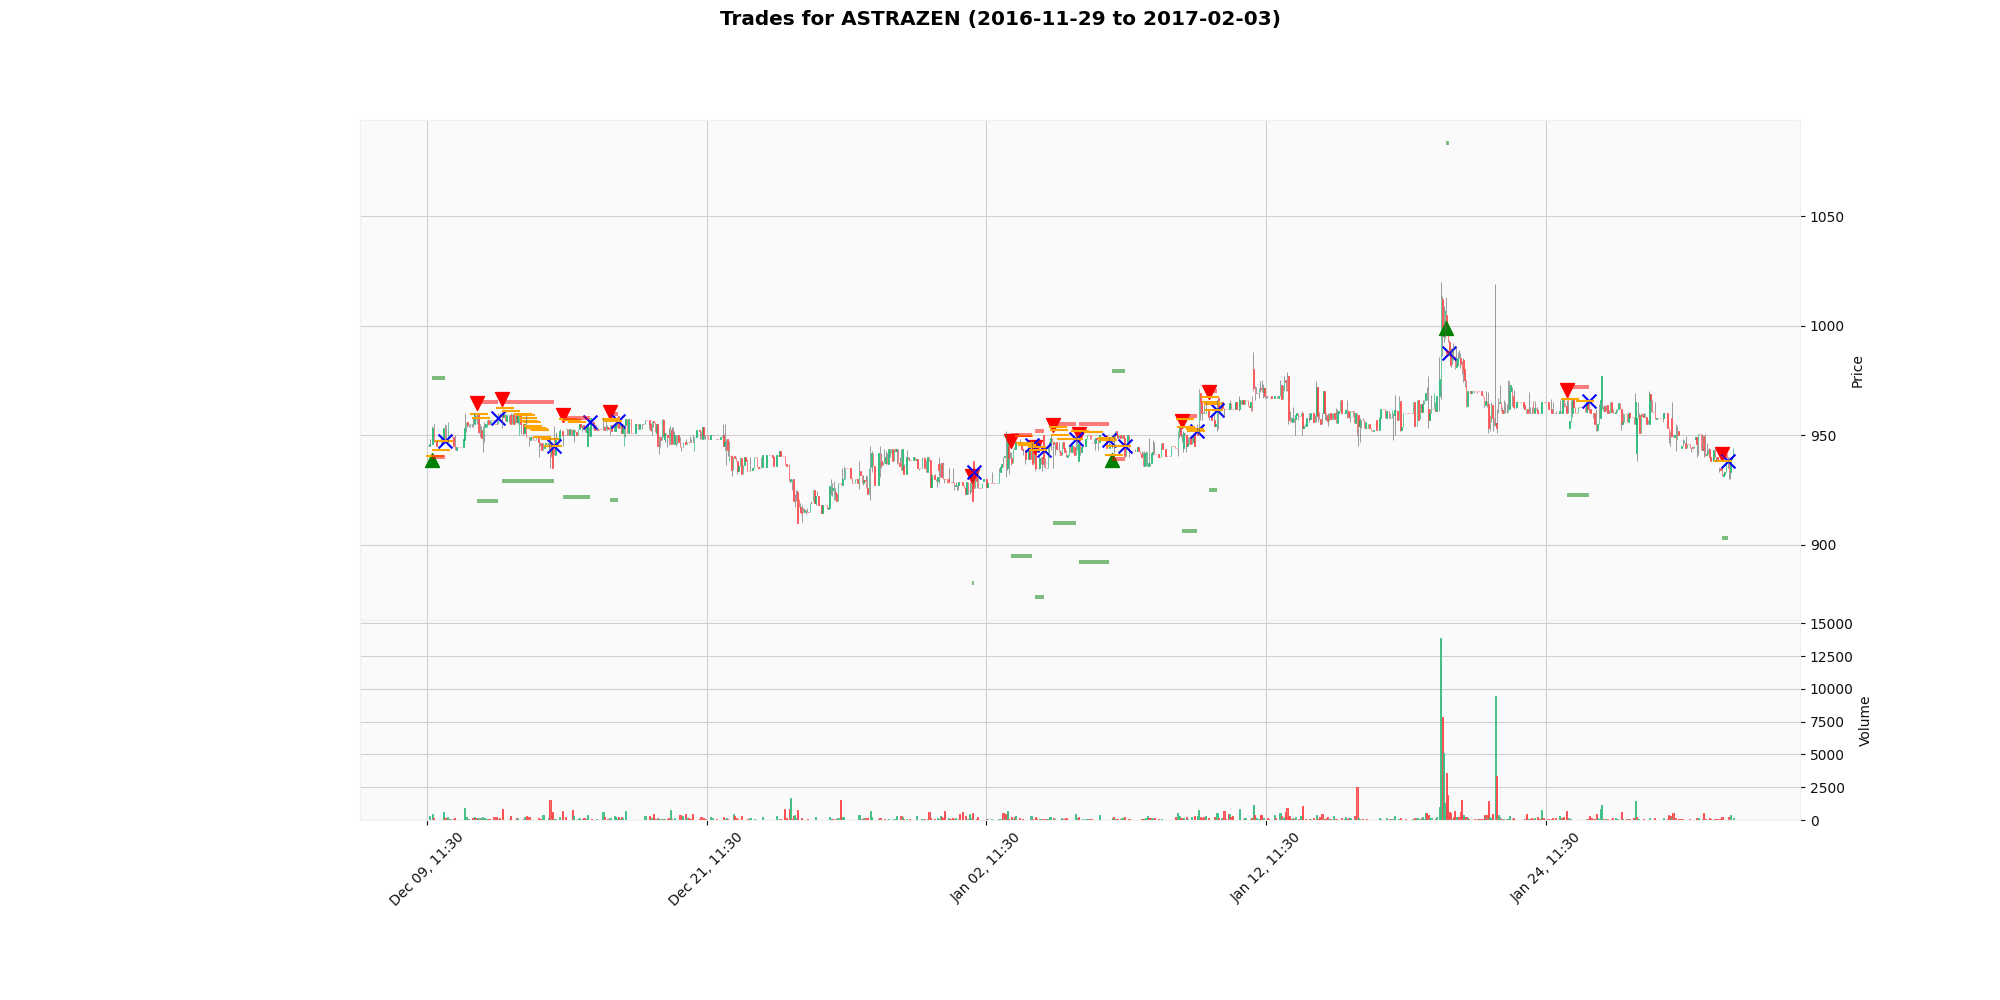 Trades for ASTRAZEN (2016-11-29 to 2017-02-03)
1050
1000
950
900
Price
15000
12500
10000
7500
5000
2500
0
Volume
Dec 09, 11:30
Dec 21, 11:30
Jan 02, 11:30
Jan 12, 11:30
Jan 24, 11:30